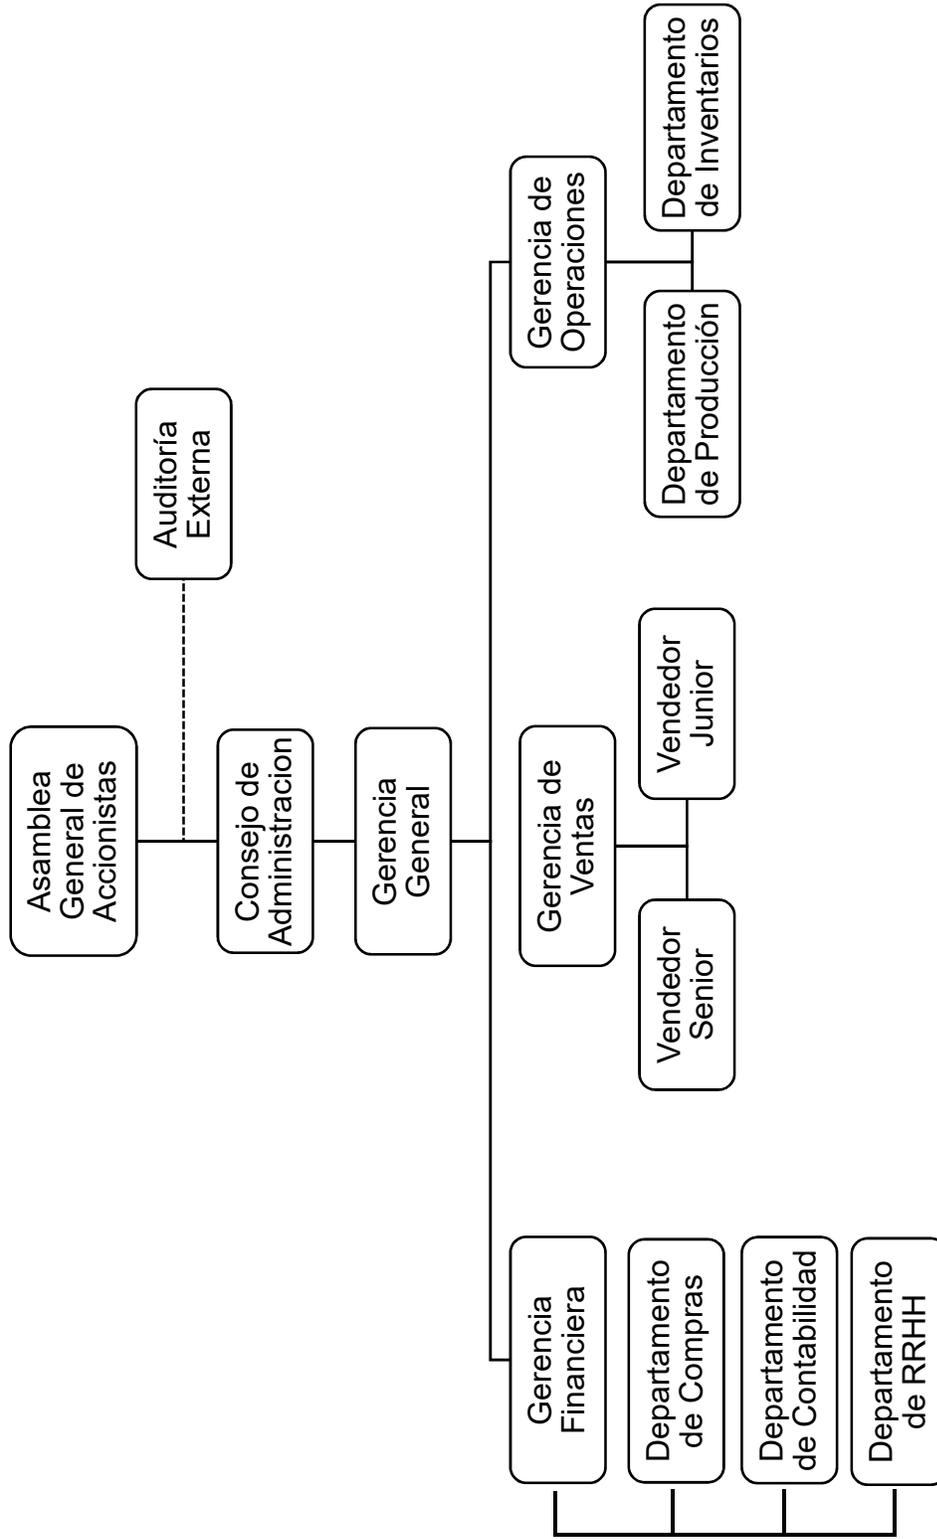 Asamblea
General de
Accionistas
Auditoría
Externa
Consejo de
Administracion
Gerencia
General
Gerencia
Financiera
Gerencia de
Ventas
Gerencia de
Operaciones
Departamento
de Compras
Departamento
de Contabilidad
Departamento
de RRHH
Vendedor
Senior
Vendedor
Junior
Departamento
de Producción
Departamento
de Inventarios